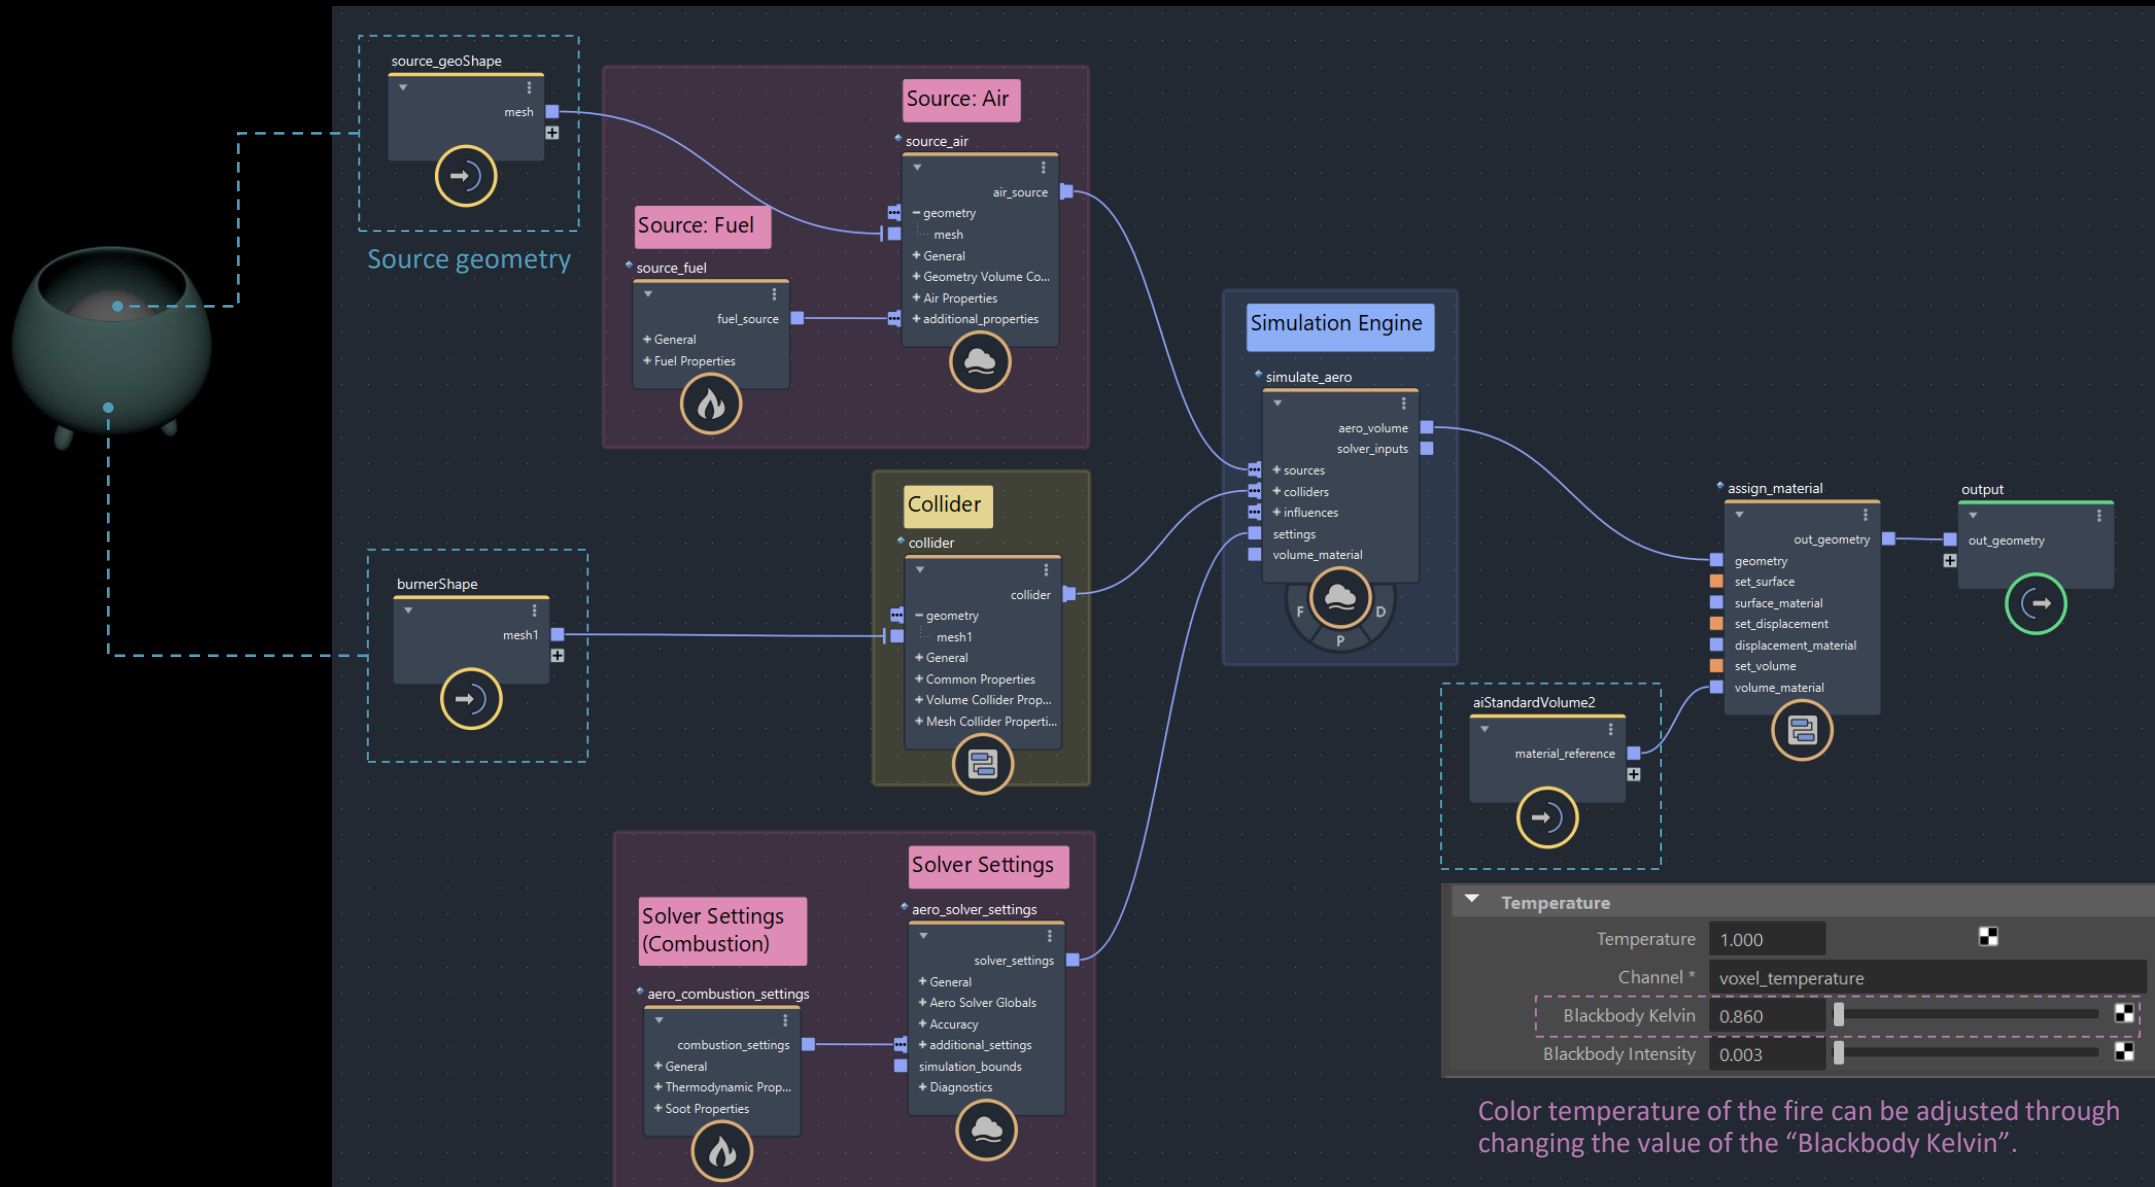 source_geoShape
mesh
Source geometry
Source: Air
source_air
air_source
geometry
mesh
General
Geometry Volume Co...
Air Properties
additional_properties
Source: Fuel
source_fuel
fuel_source
General
Fuel Properties
Simulation Engine
simulate_aero
aero_volume
solver_inputs
sources
colliders
influences
settings
volume_material
F
P
D
burnerShape
mesh1
Collider
collider
collider
geometry
mesh1
General
Common Properties
Volume Collider Prop...
Mesh Collider Properti...
assign_material
out_geometry
geometry
set_surface
surface_material
set_displacement
displacement_material
set_volume
volume_material
output
out_geometry
aiStandardVolume2
material_reference
Solver Settings
aero_solver_settings
solver_settings
General
Aero Solver Globals
Accuracy
additional_settings
simulation_bounds
Diagnostics
Solver Settings
(Combustion)
aero_combustion_settings
combustion_settings
General
Thermodynamic Prop...
Soot Properties
Temperature
Temperature 1.000
Channel * voxel_temperature
Blackbody Kelvin 0.860
Blackbody Intensity 0.003
Color temperature of the fire can be adjusted through
changing the value of the “Blackbody Kelvin”.